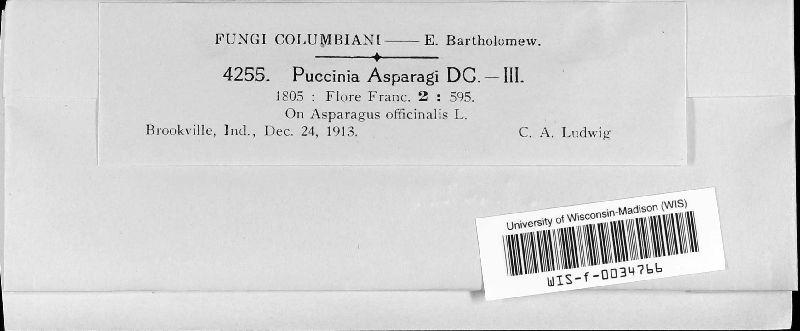 FUNGI COLUMBIANI — E. Bartholomew.
4255. Puccinia Asparagi DC. — III.
1805 : Flore Franc. 2 : 595.
On Asparagus officinalis L.
Brookville, Ind., Dec. 24, 1913. C. A. Ludwig
University of Wisconsin-Madison (WIS)
WIS-f-0034766